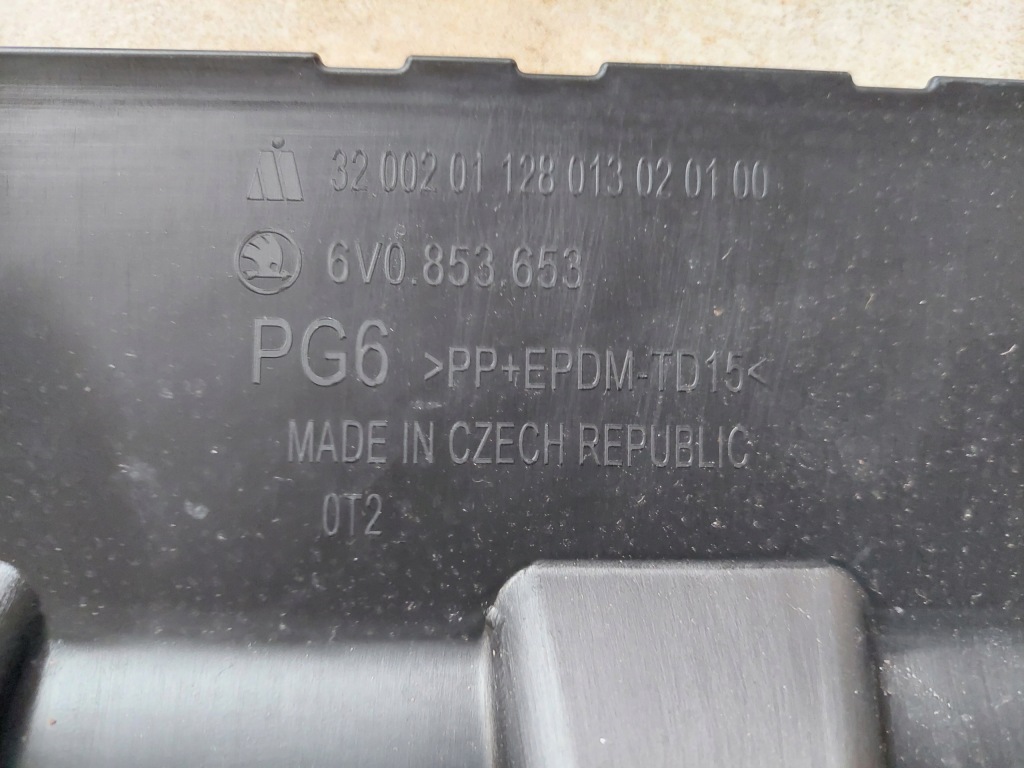 32 002 01 128 013 02 01 00
6V0.853 653
PG6 >PP+EPDM-TD15<
MADE IN CZECH REPUBLIC
0T2